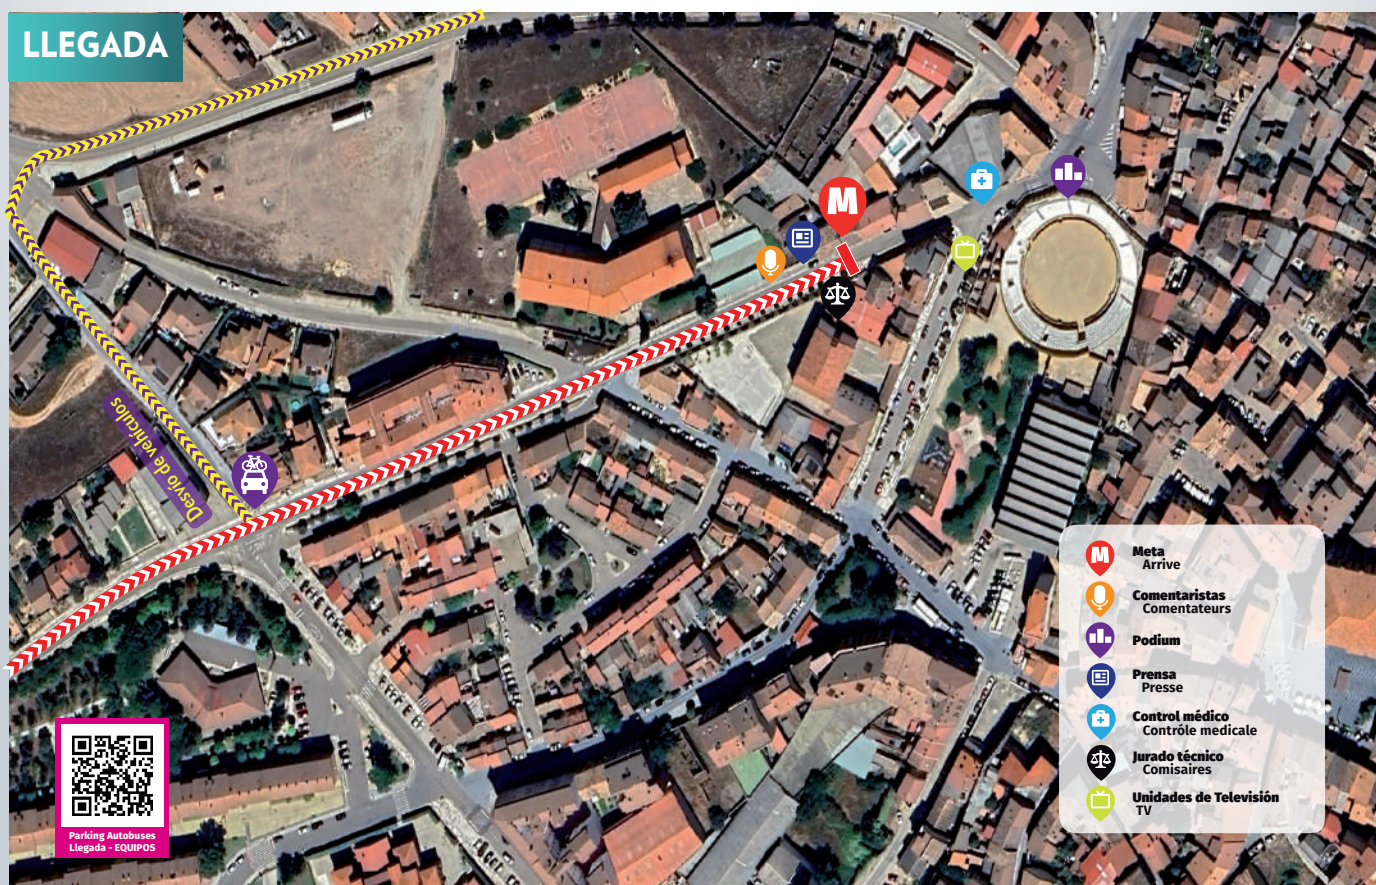 LLEGADA
M
Desvío de vehículos
M
Meta
Arrive
Comentaristas
Comentateurs
Podium
Prensa
Presse
Control médico
Contróle medicale
Jurado técnico
Comisaires
Unidades de Televisión
TV
Parking Autobuses
Llegada - EQUIPOS